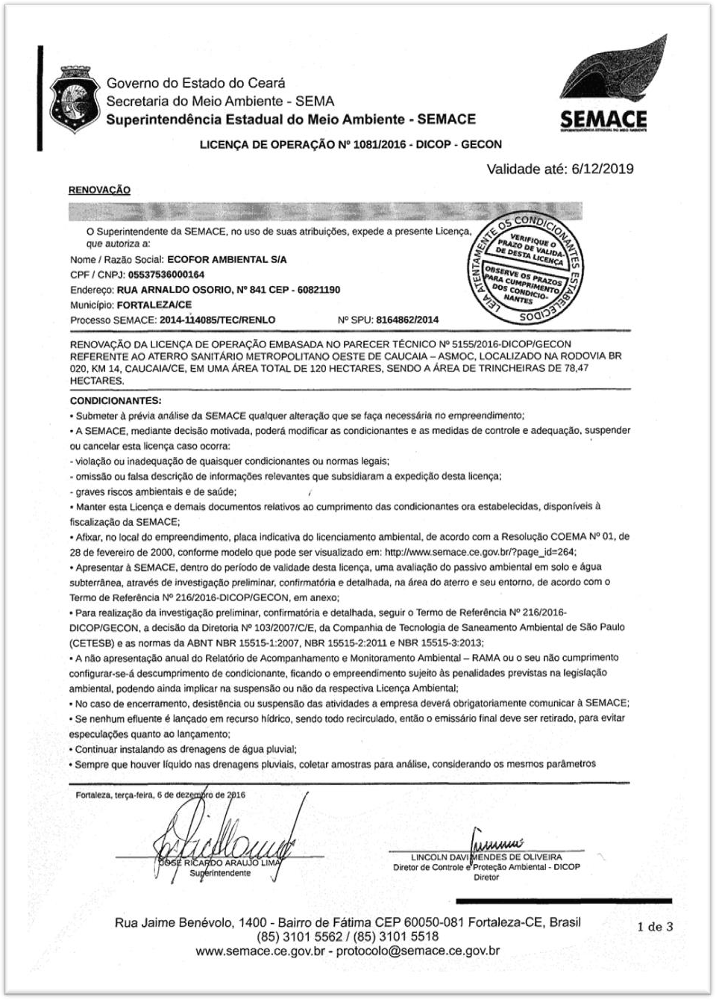 Governo do Estado do Ceará
Secretaria do Meio Ambiente - SEMA
Superintendência Estadual do Meio Ambiente - SEMACE
SEMACE
SUPERINTENDÊNCIA ESTADUAL DO MEIO AMBIENTE
LICENÇA DE OPERAÇÃO Nº 1081/2016 - DICOP - GECON
Validade até: 6/12/2019
RENOVAÇÃO
O Superintendente da SEMACE, no uso de suas atribuições, expede a presente Licença,
que autoriza a:
Nome / Razão Social: ECOFOR AMBIENTAL S/A
CPF / CNPJ: 05537536000164
Endereço: RUA ARNALDO OSORIO, Nº 841 CEP - 60821190
Município: FORTALEZA/CE
Processo SEMACE: 2014-114085/TEC/RENLO Nº SPU: 8164862/2014
LEIA ATENTAMENTE OS CONDICIONANTES ESTABELECIDOS
VERIFIQUE O
PRAZO DE VALIDA-
DE DESTA LICENÇA
OBSERVE OS PRAZOS
PARA CUMPRIMENTO
DOS CONDICIO-
NANTES
RENOVAÇÃO DA LICENÇA DE OPERAÇÃO EMBASADA NO PARECER TÉCNICO Nº 5155/2016-DICOP/GECON
REFERENTE AO ATERRO SANITÁRIO METROPOLITANO OESTE DE CAUCAIA – ASMOC, LOCALIZADO NA RODOVIA BR
020, KM 14, CAUCAIA/CE, EM UMA ÁREA TOTAL DE 120 HECTARES, SENDO A ÁREA DE TRINCHEIRAS DE 78,47
HECTARES.
CONDICIONANTES:
• Submeter à prévia análise da SEMACE qualquer alteração que se faça necessária no empreendimento;
• A SEMACE, mediante decisão motivada, poderá modificar as condicionantes e as medidas de controle e adequação, suspender
ou cancelar esta licença caso ocorra:
- violação ou inadequação de quaisquer condicionantes ou normas legais;
- omissão ou falsa descrição de informações relevantes que subsidiaram a expedição desta licença;
- graves riscos ambientais e de saúde;
• Manter esta Licença e demais documentos relativos ao cumprimento das condicionantes ora estabelecidas, disponíveis à
fiscalização da SEMACE;
• Afixar, no local do empreendimento, placa indicativa do licenciamento ambiental, de acordo com a Resolução COEMA Nº 01, de
28 de fevereiro de 2000, conforme modelo que pode ser visualizado em: http://www.semace.ce.gov.br/?page_id=264;
• Apresentar à SEMACE, dentro do período de validade desta licença, uma avaliação do passivo ambiental em solo e água
subterrânea, através de investigação preliminar, confirmatória e detalhada, na área do aterro e seu entorno, de acordo com o
Termo de Referência Nº 216/2016-DICOP/GECON, em anexo;
• Para realização da investigação preliminar, confirmatória e detalhada, seguir o Termo de Referência Nº 216/2016-
DICOP/GECON, a decisão da Diretoria Nº 103/2007/C/E, da Companhia de Tecnologia de Saneamento Ambiental de São Paulo
(CETESB) e as normas da ABNT NBR 15515-1:2007, NBR 15515-2:2011 e NBR 15515-3:2013;
• A não apresentação anual do Relatório de Acompanhamento e Monitoramento Ambiental – RAMA ou o seu não cumprimento
configurar-se-á descumprimento de condicionante, ficando o empreendimento sujeito às penalidades previstas na legislação
ambiental, podendo ainda implicar na suspensão ou não da respectiva Licença Ambiental;
• No caso de encerramento, desistência ou suspensão das atividades a empresa deverá obrigatoriamente comunicar à SEMACE;
• Se nenhum efluente é lançado em recurso hídrico, sendo todo recirculado, então o emissário final deve ser retirado, para evitar
especulações quanto ao lançamento;
• Continuar instalando as drenagens de água pluvial;
• Sempre que houver líquido nas drenagens pluviais, coletar amostras para análise, considerando os mesmos parâmetros
Fortaleza, terça-feira, 6 de dezembro de 2016
JOSÉ RICARDO ARAUJO LIMA
Superintendente
LINCOLN DAVI MENDES DE OLIVEIRA
Diretor de Controle e Proteção Ambiental - DICOP
Diretor
Rua Jaime Benévolo, 1400 - Bairro de Fátima CEP 60050-081 Fortaleza-CE, Brasil
(85) 3101 5562 / (85) 3101 5518
www.semace.ce.gov.br - protocolo@semace.ce.gov.br
1 de 3